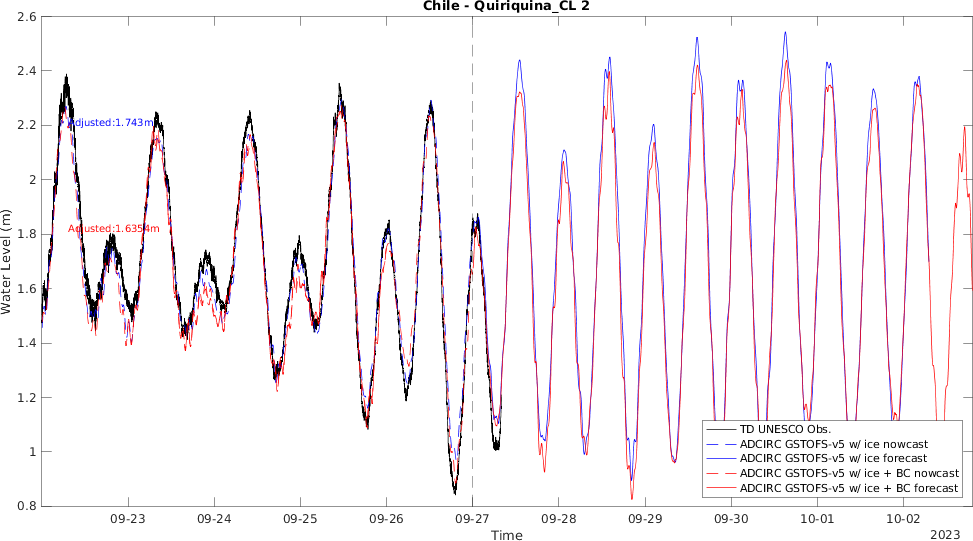 Chile - Quiriquina_CL 2
2.6
2.4
2.2
2
1.8
1.6
1.4
1.2
1
0.8
Water Level (m)
Adjusted:1.743m
Adjusted:1.6354m
TD UNESCO Obs.
ADCIRC GSTOFS-v5 w/ ice nowcast
ADCIRC GSTOFS-v5 w/ ice forecast
ADCIRC GSTOFS-v5 w/ ice + BC nowcast
ADCIRC GSTOFS-v5 w/ ice + BC forecast
09-23 09-24 09-25 09-26 09-27 09-28 09-29 09-30 10-01 10-02
Time
2023